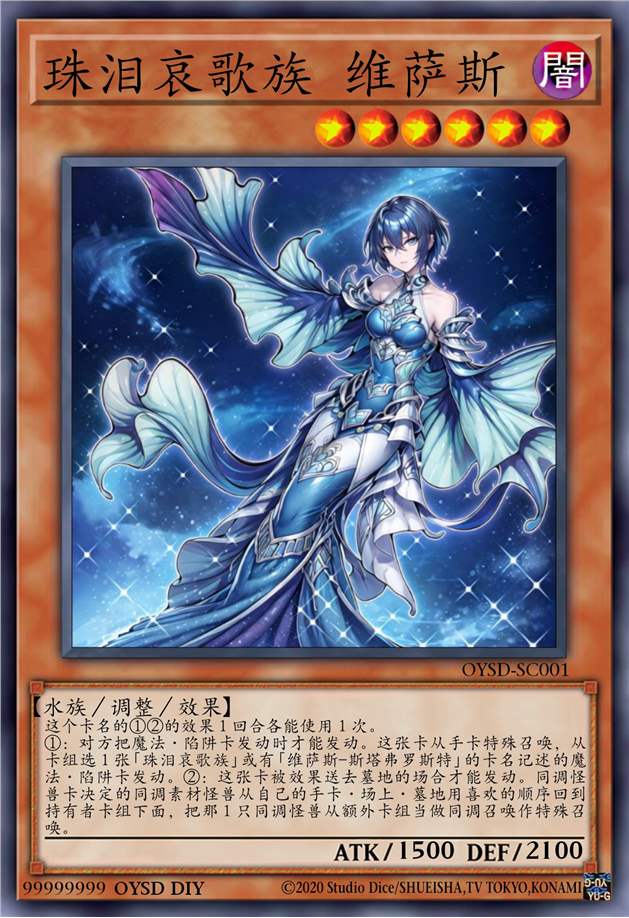 珠泪哀歌族 维萨斯 闇
OYSD-SC001
【水族／调整／效果】
这个卡名的①②的效果1回合各能使用1次。
①：对方把魔法·陷阱卡发动时才能发动。这张卡从手卡特殊召唤，从
卡组选1张「珠泪哀歌族」或有「维萨斯-斯塔弗罗斯特」的卡名记述的魔
法·陷阱卡发动。②：这张卡被效果送去墓地的场合才能发动。同调
怪兽卡决定的同调素材怪兽从自己的手卡·场上·墓地用喜欢的顺序回到
持有者卡组下面，把那1只同调怪兽从额外卡组当做同调召唤作特殊召
唤。
ATK/1500 DEF/2100
99999999 OYSD DIY ©2020 Studio Dice/SHUEISHA,TV TOKYO,KONAMI